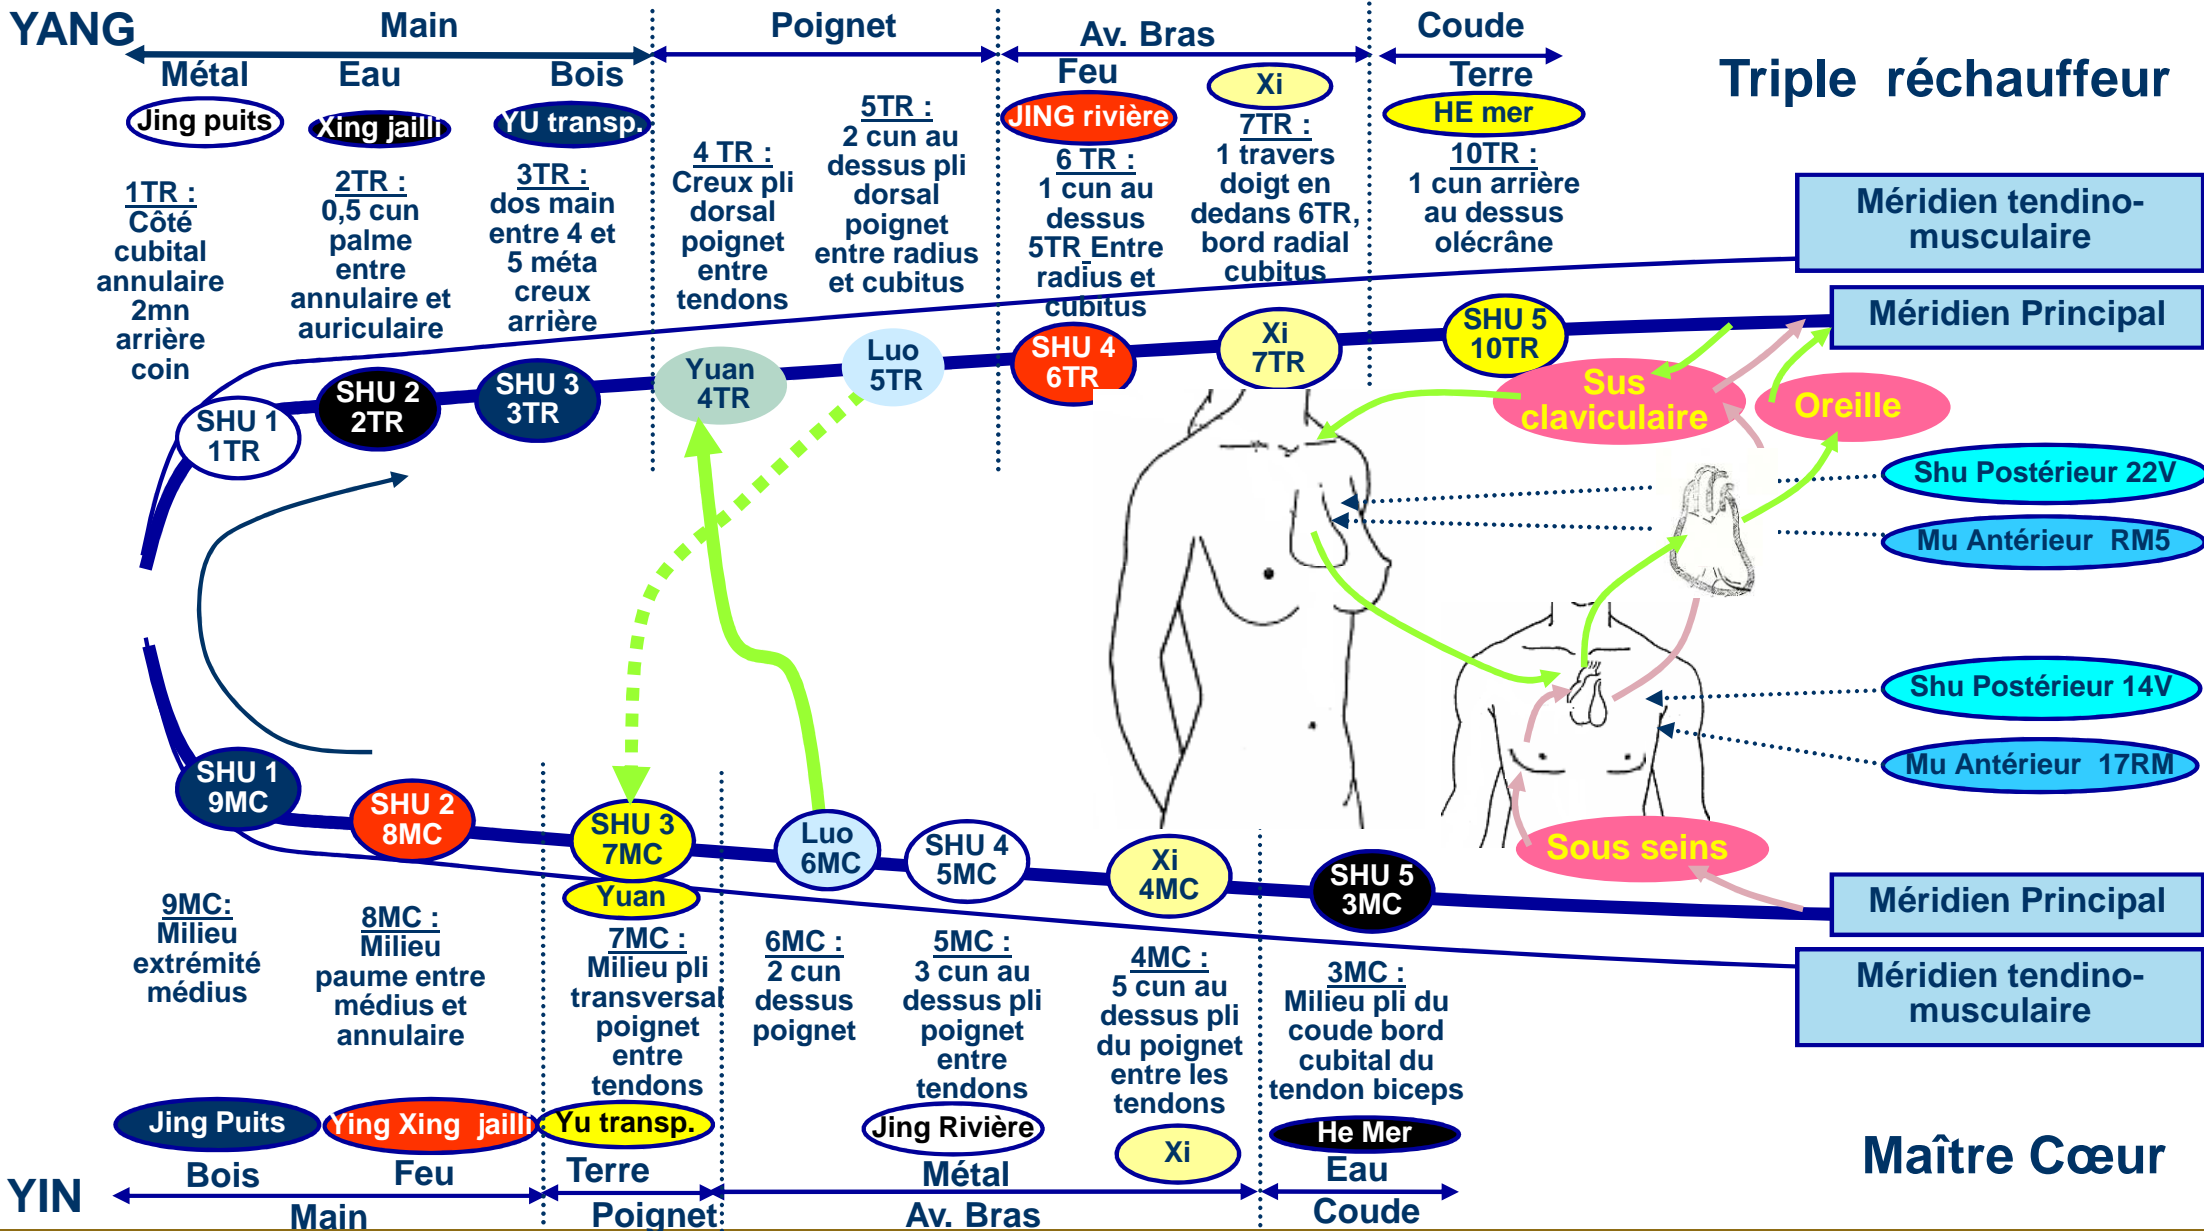 YANG
Main
Poignet
Av. Bras
Coude
Triple réchauffeur
Métal
Eau
Bois
Feu
Xi
Terre
Jing puits
Xing jailli
YU transp.
JING rivière
HE mer
1TR :
Côté
cubital
annulaire
2mn
arrière
coin
2TR :
0,5 cun
palme
entre
annulaire et
auriculaire
3TR :
dos main
entre 4 et
5 méta
creux
arrière
4 TR :
Creux pli
dorsal
poignet
entre
tendons
5TR :
2 cun au
dessus pli
dorsal
poignet
entre radius
et cubitus
6 TR :
1 cun au
dessus
5TR Entre
radius et
cubitus
7TR :
1 travers
doigt en
dedans 6TR,
bord radial
cubitus
10TR :
1 cun arrière
au dessus
olécrâne
Méridien tendino-
musculaire
Méridien Principal
SHU 1
1TR
SHU 2
2TR
SHU 3
3TR
Yuan
4TR
Luo
5TR
SHU 4
6TR
Xi
7TR
SHU 5
10TR
Sus
claviculaire
Oreille
Shu Postérieur 22V
Mu Antérieur RM5
Shu Postérieur 14V
Mu Antérieur 17RM
Sous seins
SHU 1
9MC
SHU 2
8MC
SHU 3
7MC
Yuan
Luo
6MC
SHU 4
5MC
Xi
4MC
SHU 5
3MC
Méridien Principal
Méridien tendino-
musculaire
9MC:
Milieu
extrémité
médius
8MC :
Milieu
paume entre
médius et
annulaire
7MC :
Milieu pli
transversal
poignet
entre
tendons
6MC :
2 cun
dessus
poignet
5MC :
3 cun au
dessus pli
poignet
entre
tendons
4MC :
5 cun au
dessus pli
du poignet
entre les
tendons
3MC :
Milieu pli du
coude bord
cubital du
tendon biceps
Jing Puits
Ying Xing jailli
Yu transp.
Jing Rivière
Xi
He Mer
Bois
Feu
Terre
Métal
Eau
Maître Cœur
YIN
Main
Poignet
Av. Bras
Coude